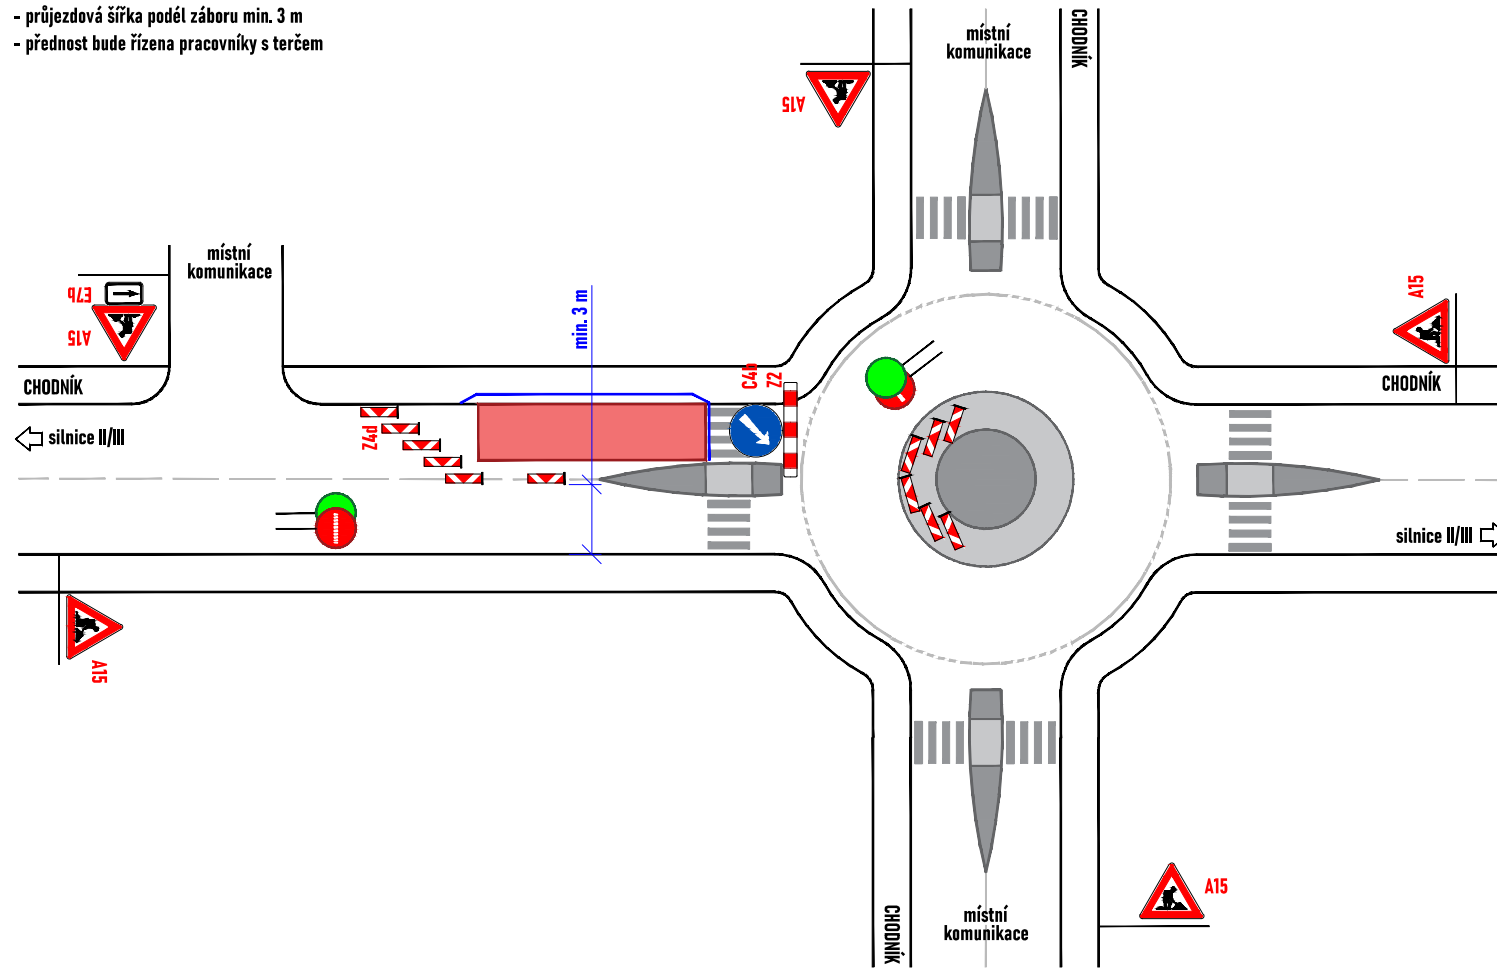 - průjezdová šířka podél záboru min. 3 m
- přednost bude řízena pracovníky s terčem
místní
komunikace
CHODNÍK
A15
místní
komunikace
E7b
A15
min. 3 m
A15
CHODNÍK
C4b
Z2
CHODNÍK
silnice II/III
Z4d
silnice II/III
A15
A15
místní
komunikace
CHODNÍK